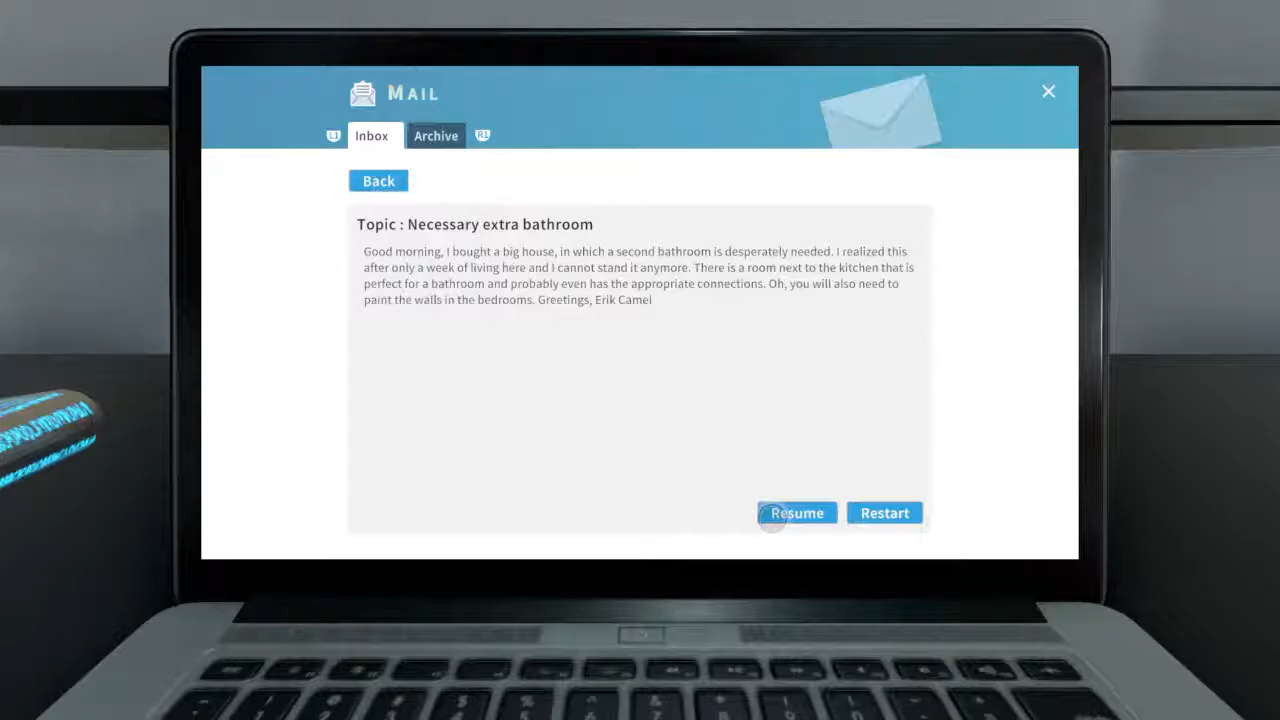 MAIL
L1 Inbox Archive R1
Back
Topic : Necessary extra bathroom
Good morning, I bought a big house, in which a second bathroom is desperately needed. I realized this
after only a week of living here and I cannot stand it anymore. There is a room next to the kitchen that is
perfect for a bathroom and probably even has the appropriate connections. Oh, you will also need to
paint the walls in the bedrooms. Greetings, Erik Camel
Resume Restart